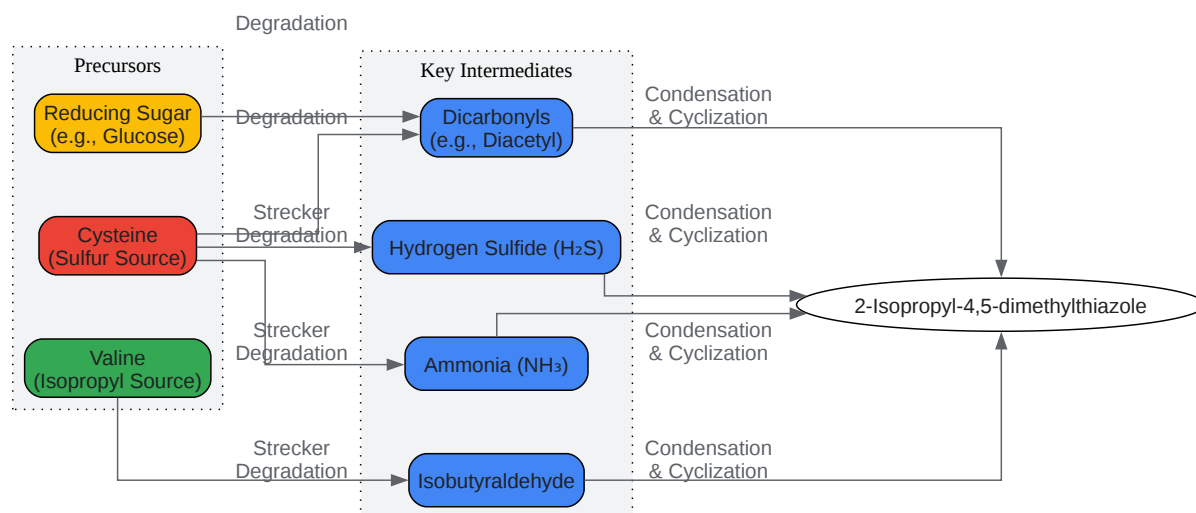 Degradation
Precursors
Key Intermediates
Reducing Sugar
(e.g., Glucose)
Degradation
Dicarbonyls
(e.g., Diacetyl)
Condensation
& Cyclization
Cysteine
(Sulfur Source)
Strecker
Degradation
Hydrogen Sulfide (H₂S)
Condensation
& Cyclization
2-Isopropyl-4,5-dimethylthiazole
Valine
(Isopropyl Source)
Strecker
Degradation
Ammonia (NH₃)
Condensation
& Cyclization
Strecker
Degradation
Isobutyraldehyde
Condensation
& Cyclization